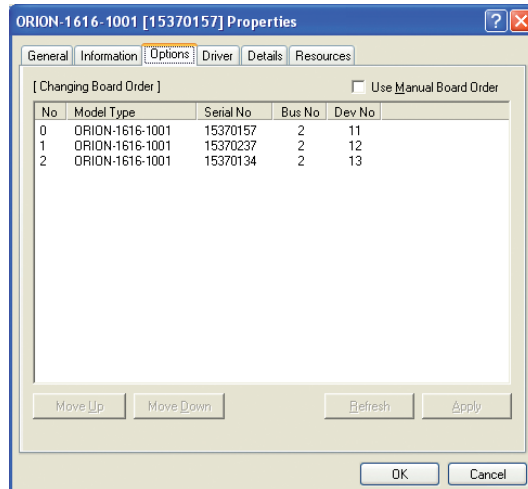 ORION-1616-1001 [15370157] Properties
General Information Options Driver Details Resources
[ Changing Board Order ] Use Manual Board Order
No Model Type Serial No Bus No Dev No
0 ORION-1616-1001 15370157 2 11
1 ORION-1616-1001 15370237 2 12
2 ORION-1616-1001 15370134 2 13
Move Up Move Down Refresh Apply
OK Cancel